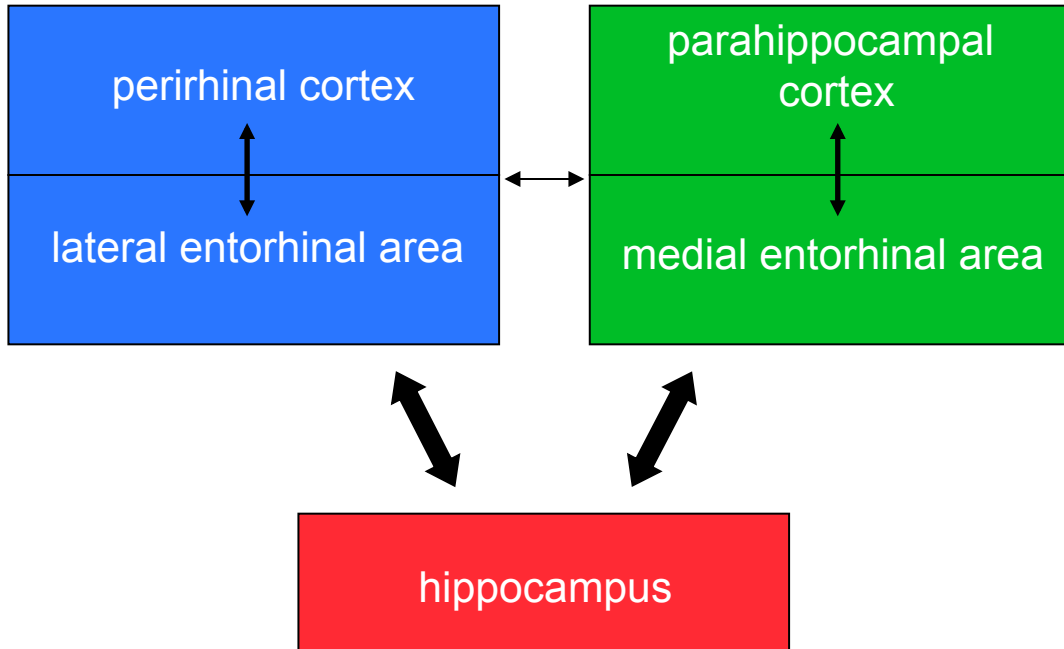 perirhinal cortex
lateral entorhinal area
parahippocampal
cortex
medial entorhinal area
hippocampus